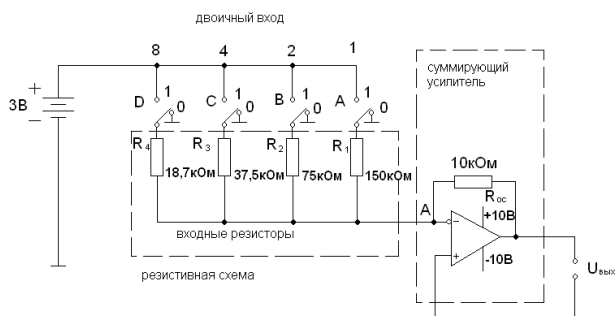 двоичный вход
8 4 2 1
суммирующий
усилитель
+
3В
−
D 1 0 C 1 0 B 1 0 A 1 0
R4 R3 R2 R1
18,7кОм 37,5кОм 75кОм 150кОм
10кОм
Rос
A
−
+10В
+
-10В
входные резисторы
Uвых
резистивная схема